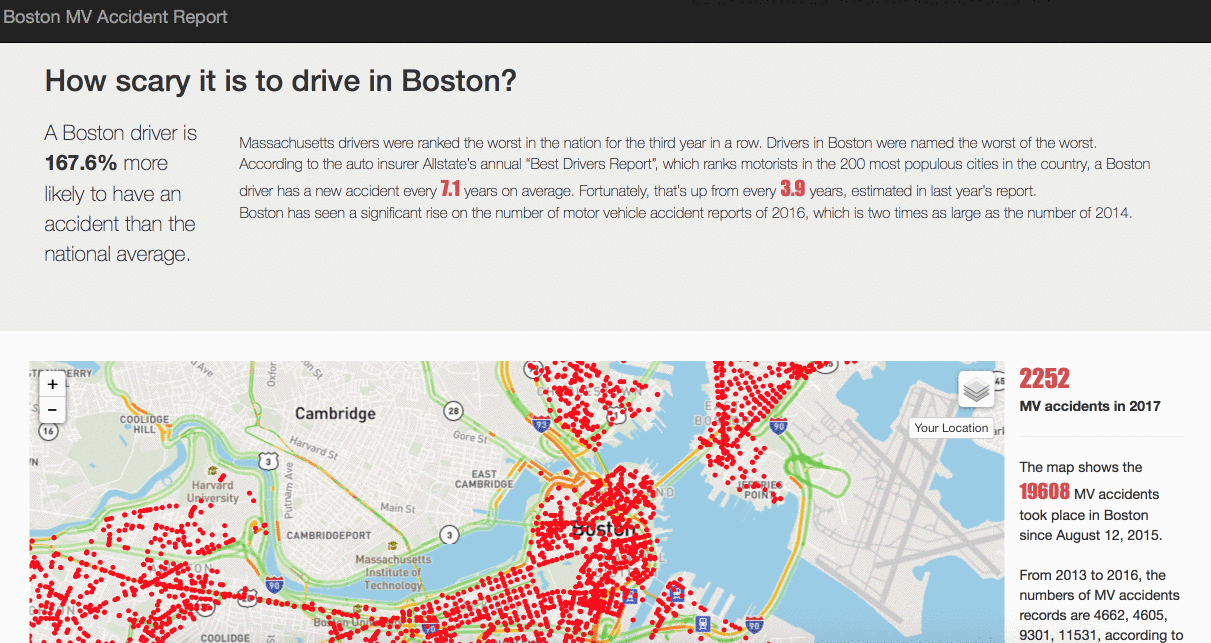 Boston MV Accident Report
How scary it is to drive in Boston?
A Boston driver is
167.6% more
likely to have an
accident than the
national average.
Massachusetts drivers were ranked the worst in the nation for the third year in a row. Drivers in Boston were named the worst of the worst.
According to the auto insurer Allstate's annual “Best Drivers Report”, which ranks motorists in the 200 most populous cities in the country, a Boston
driver has a new accident every 7.1 years on average. Fortunately, that's up from every 3.9 years, estimated in last year's report.
Boston has seen a significant rise on the number of motor vehicle accident reports of 2016, which is two times as large as the number of 2014.
+
−
16
COOLIDGE
HILL
3
Harvard
University
Harvard St
Putnam Ave
Cambridge
28
Gore St
EAST
CAMBRIDGE
Main St
CAMBRIDGEPORT
3
Massachusetts
Institute of
Technology
93
1
90
POINT
Boston
90
90
90
COOLIDGE
Your Location
2252
MV accidents in 2017
The map shows the
19608 MV accidents
took place in Boston
since August 12, 2015.
From 2013 to 2016, the
numbers of MV accidents
records are 4662, 4605,
9301, 11531, according to